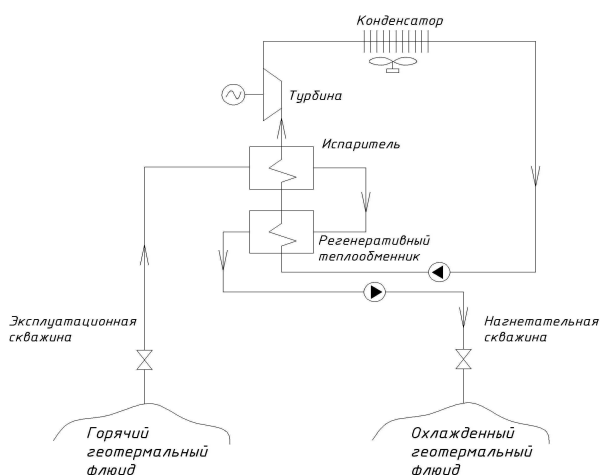 Конденсатор
Турбина
Испаритель
Регенеративный
теплообменник
Эксплуатационная
скважина
Нагнетательная
скважина
Горячий
геотермальный
флюид
Охлажденный
геотермальный
флюид